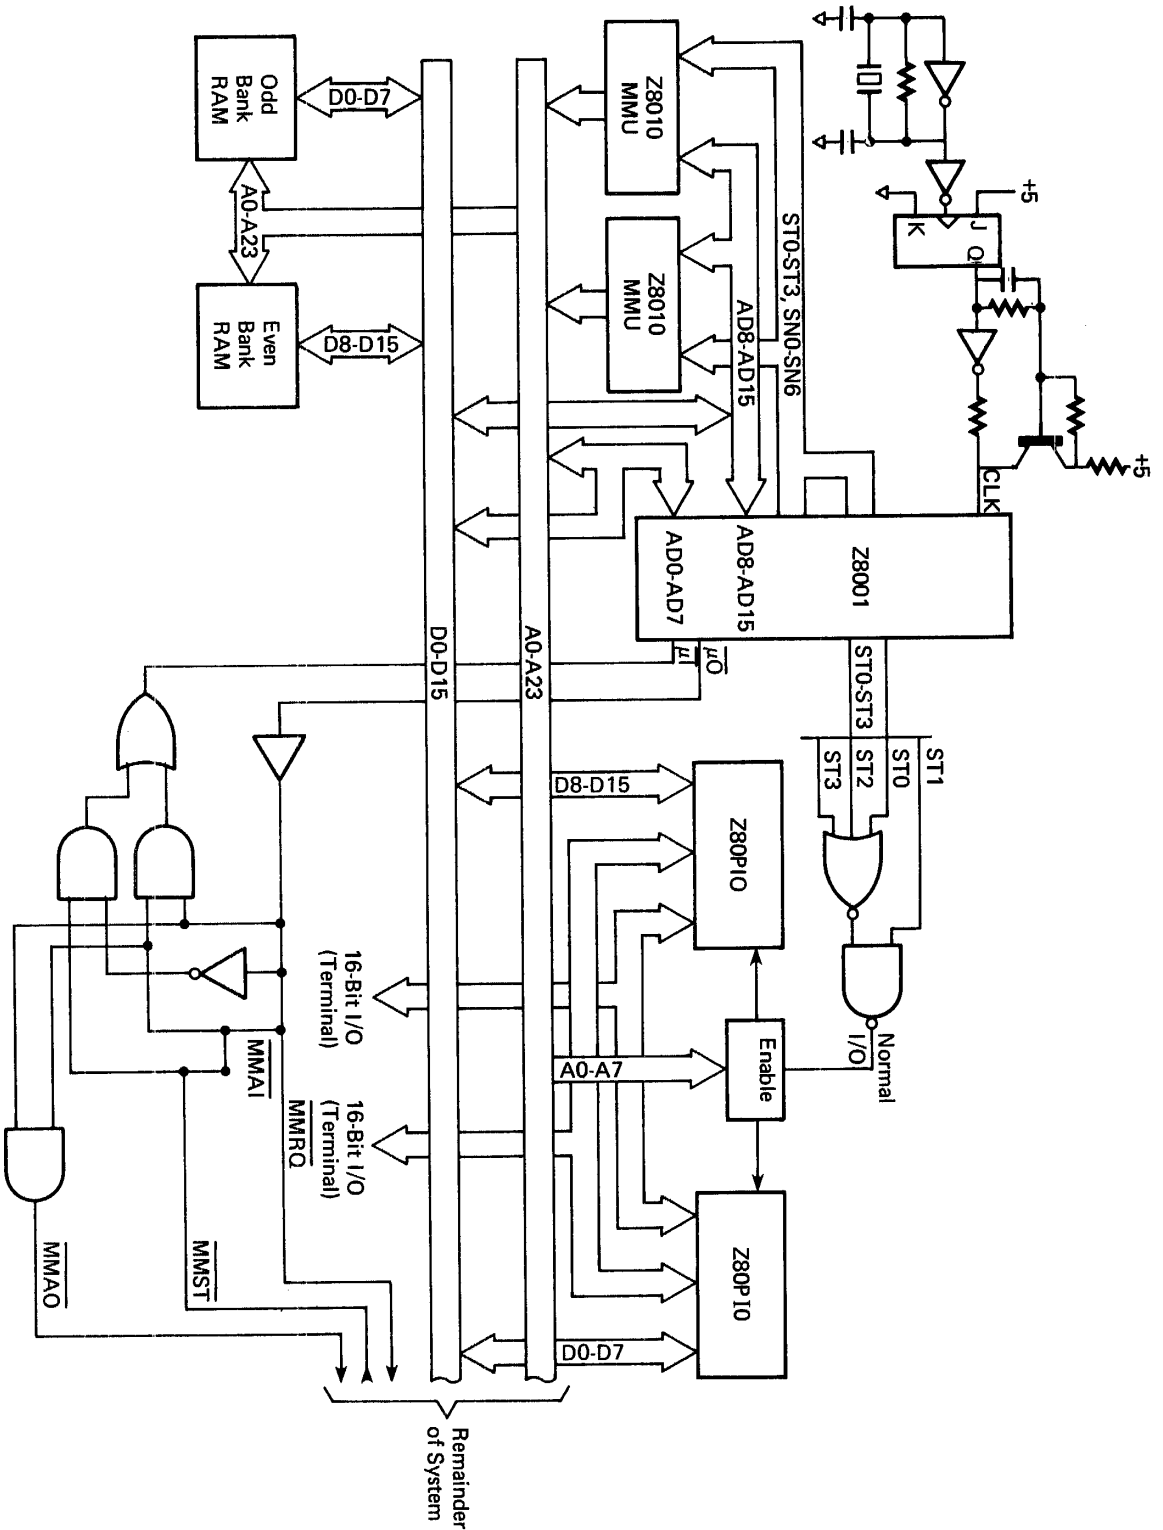 +5
J
Q
K
+5
CLK
Z8010
MMU
Z8010
MMU
ST0-ST3, SN0-SN6
AD8-AD15
Z8001
AD8-AD15
AD0-AD7
μO
μI
ST0-ST3
ST1
ST0
ST2
ST3
Normal
I/O
Enable
Z80PIO
Z80PIO
D8-D15
A0-A7
D0-D7
A0-A23
D0-D15
Odd
Bank
RAM
D0-D7
A0-A23
Even
Bank
RAM
D8-D15
16-Bit I/O
(Terminal)
16-Bit I/O
(Terminal)
MMRQ
MMAI
MMST
MMAO
Remainder
of System